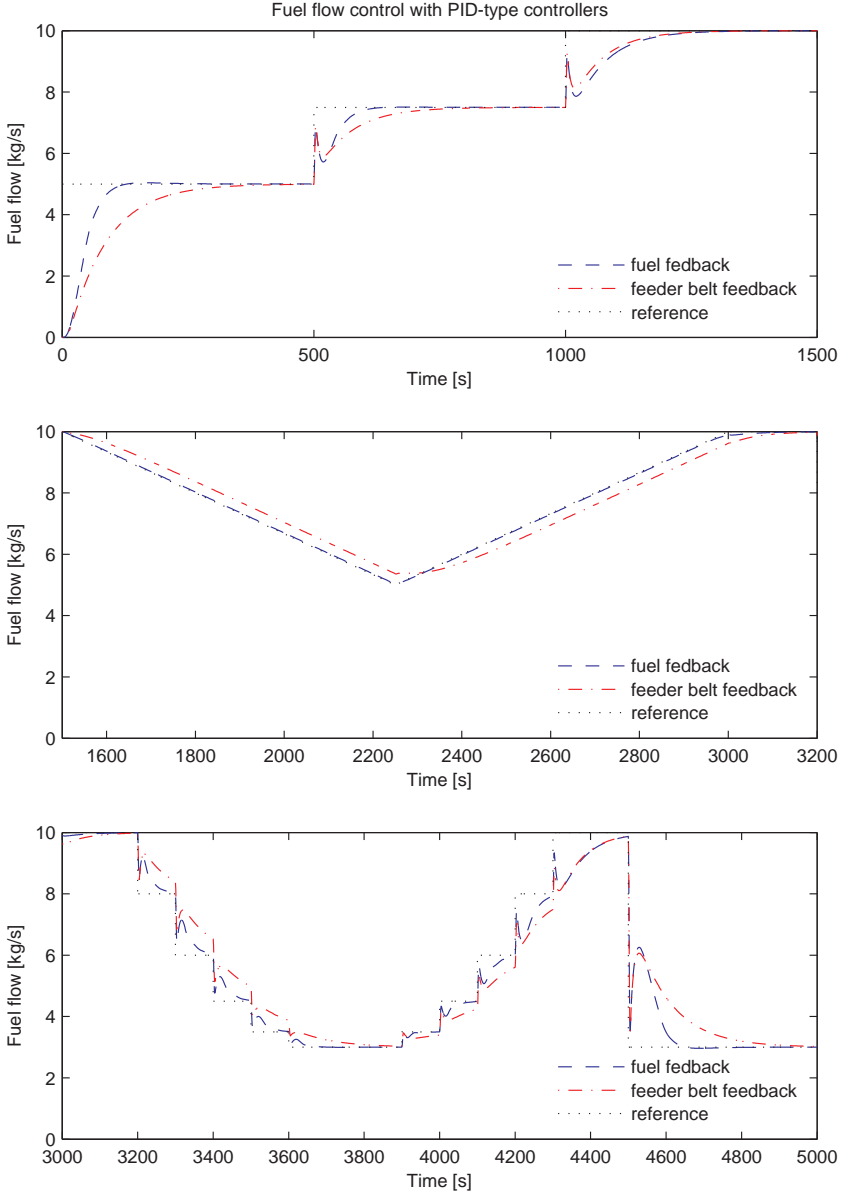 Fuel flow control with PID-type controllers
10
8
6
4
2
0
Fuel flow [kg/s]
fuel fedback
feeder belt feedback
reference
0 500 1000 1500
Time [s]
10
8
6
4
2
0
Fuel flow [kg/s]
fuel fedback
feeder belt feedback
reference
1600 1800 2000 2200 2400 2600 2800 3000 3200
Time [s]
10
8
6
4
2
0
Fuel flow [kg/s]
fuel fedback
feeder belt feedback
reference
3000 3200 3400 3600 3800 4000 4200 4400 4600 4800 5000
Time [s]